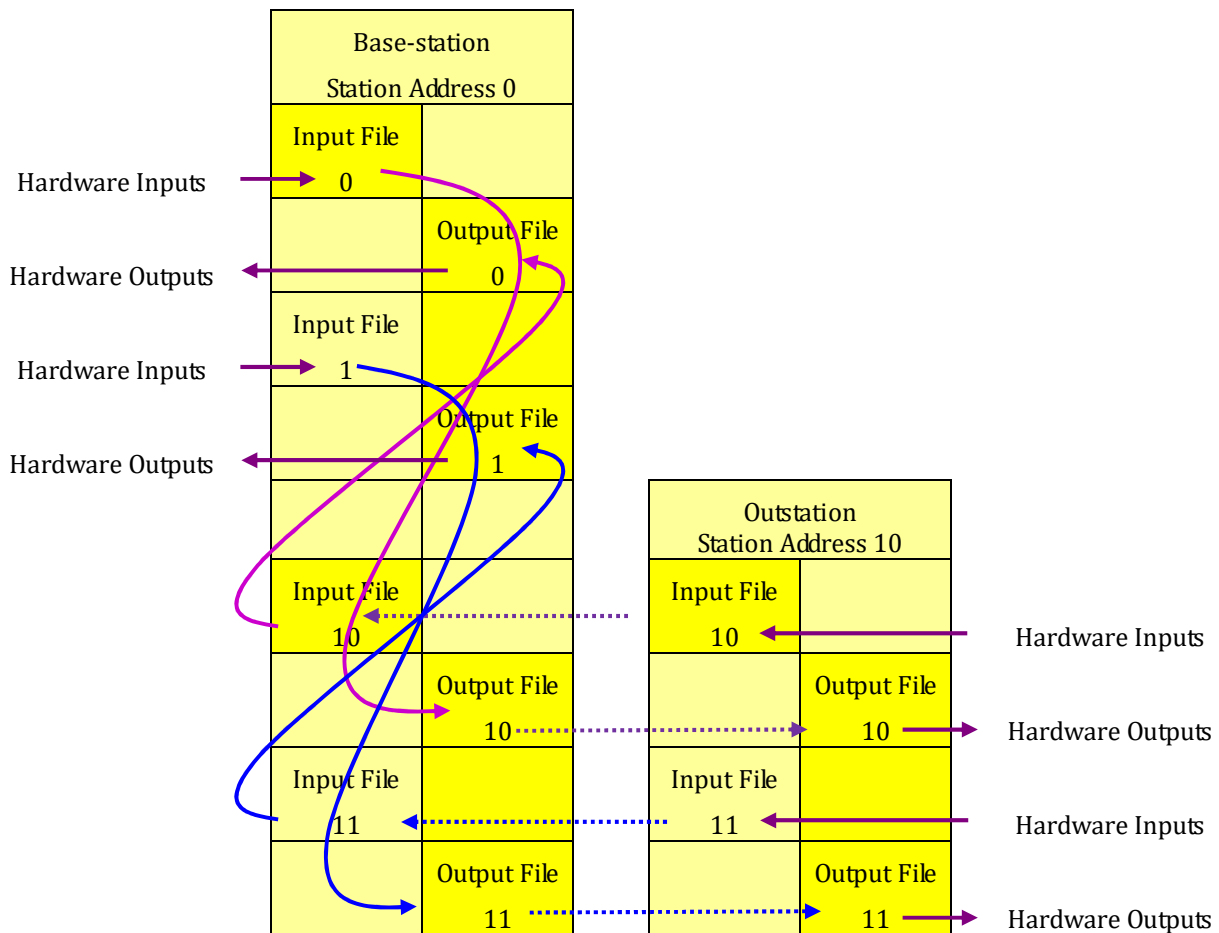 Base-station
Station Address 0
Input File
Hardware Inputs
0
Output File
Hardware Outputs
0
Input File
Hardware Inputs
1
Output File
Hardware Outputs
1
Outstation
Station Address 10
Input File
Input File
10
10
Hardware Inputs
Output File
Output File
10
10
Hardware Outputs
Input File
Input File
11
11
Hardware Inputs
Output File
Output File
11
11
Hardware Outputs